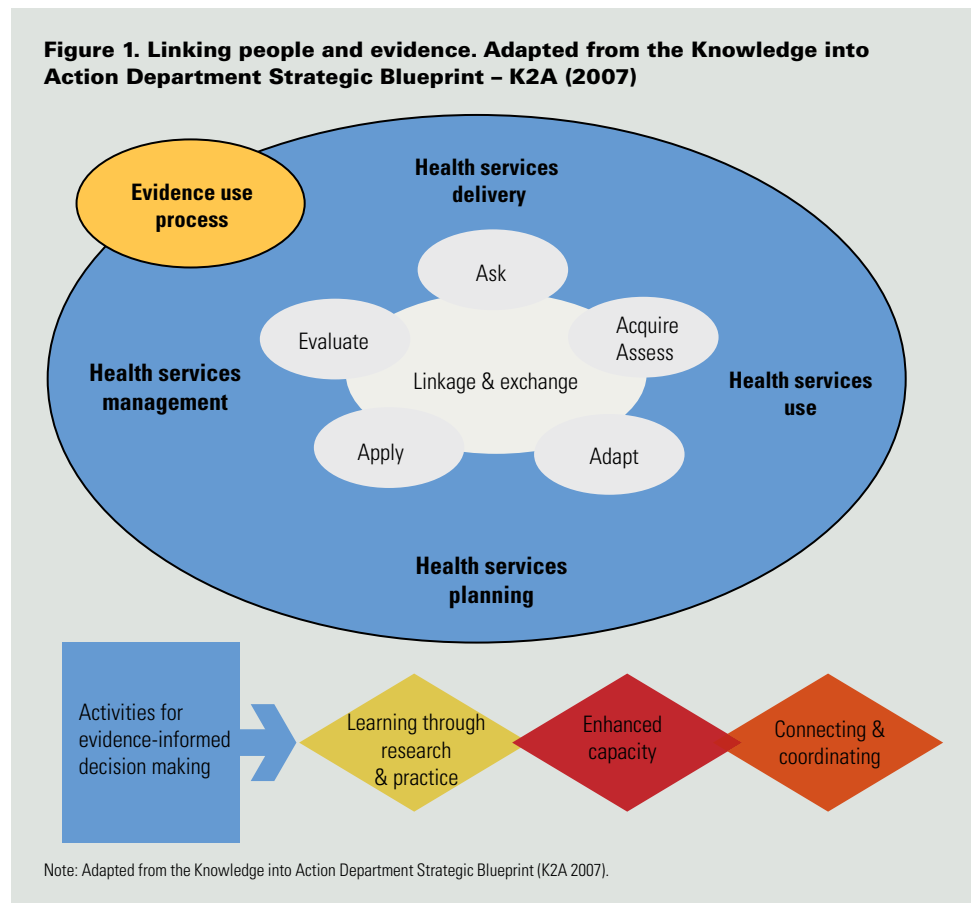 Figure 1. Linking people and evidence. Adapted from the Knowledge into
Action Department Strategic Blueprint – K2A (2007)
Evidence use
process
Health services
delivery
Ask
Evaluate
Acquire
Assess
Health services
management
Linkage & exchange
Health services
use
Apply
Adapt
Health services
planning
Activities for
evidence-informed
decision making
Learning through
research
& practice
Enhanced
capacity
Connecting &
coordinating
Note: Adapted from the Knowledge into Action Department Strategic Blueprint (K2A 2007).